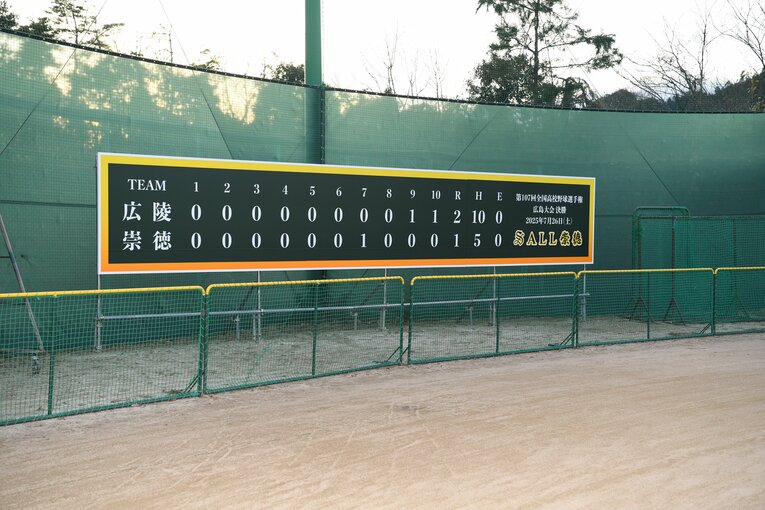 TEAM 1 2 3 4 5 6 7 8 9 10 R H E
広陵 0 0 0 0 0 0 0 0 1 1 2 10 0
崇徳 0 0 0 0 0 0 1 0 0 0 1 5 0
第107回全国高校野球選手権
広島大会 決勝
2025年7月26日(土)
ALL崇徳